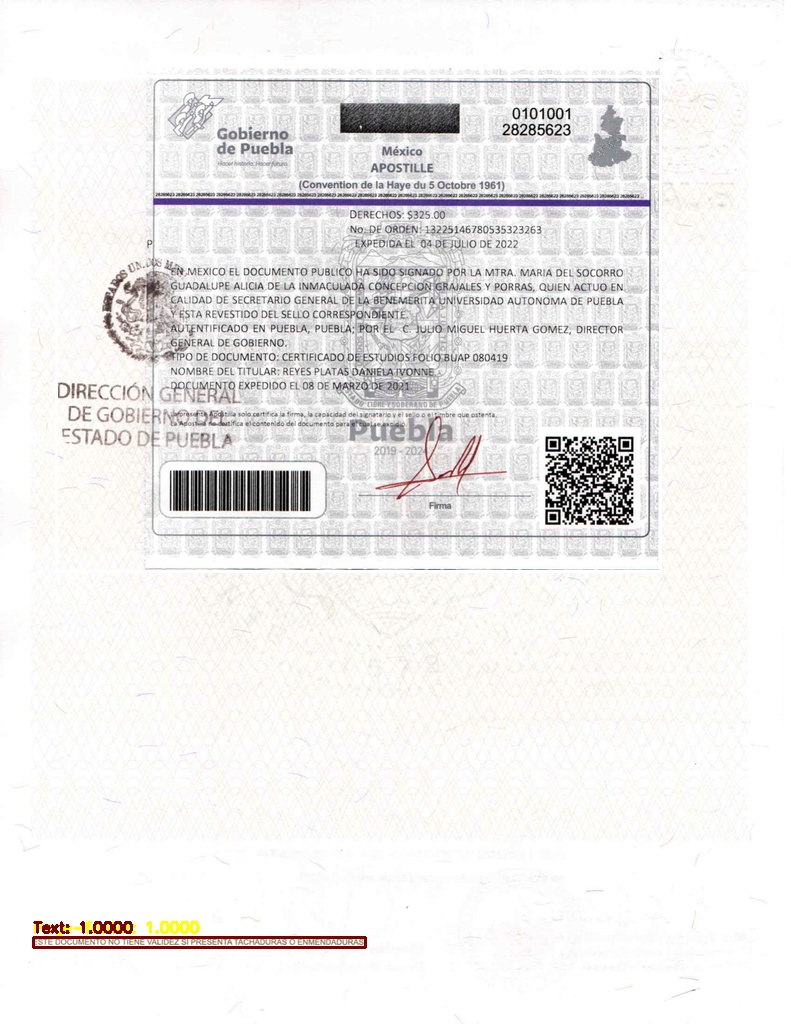 Gobierno
de Puebla
Hacer historia. Hacer futuro.
0101001
28285623
México
APOSTILLE
(Convention de la Haye du 5 Octobre 1961)
DERECHOS: $325.00
No. DE ORDEN: 13225146780535323263
P
EXPEDIDA EL 04 DE JULIO DE 2022
ESTADOS UNIDOS MEX
EN MEXICO EL DOCUMENTO PUBLICO HA SIDO SIGNADO POR LA MTRA. MARIA DEL SOCORRO
GUADALUPE ALICIA DE LA INMACULADA CONCEPCION GRAJALES Y PORRAS, QUIEN ACTUO EN
CALIDAD DE SECRETARIO GENERAL DE LA BENEMERITA UNIVERSIDAD AUTONOMA DE PUEBLA
Y ESTA REVESTIDO DEL SELLO CORRESPONDIENTE.
AUTENTIFICADO EN PUEBLA, PUEBLA; POR EL C. JULIO MIGUEL HUERTA GOMEZ, DIRECTOR
GENERAL DE GOBIERNO.
TIPO DE DOCUMENTO: CERTIFICADO DE ESTUDIOS FOLIO BUAP 080419
NOMBRE DEL TITULAR: REYES PLATAS DANIELA IVONNE
DOCUMENTO EXPEDIDO EL 08 DE MARZO DE 2021
DIRECCIÓN GENERAL
DE GOBIERNO DEL
ESTADO DE PUEBLA
La presente Apostilla solo certifica la firma, la capacidad del signatario y el sello o el timbre que ostenta.
La Apostilla no certifica el contenido del documento para el cual se expidió.
Puebla
2019 - 2024
Firma
Text: 1.0000 1.0000
ESTE DOCUMENTO NO TIENE VALIDEZ SI PRESENTA TACHADURAS O ENMENDADURAS